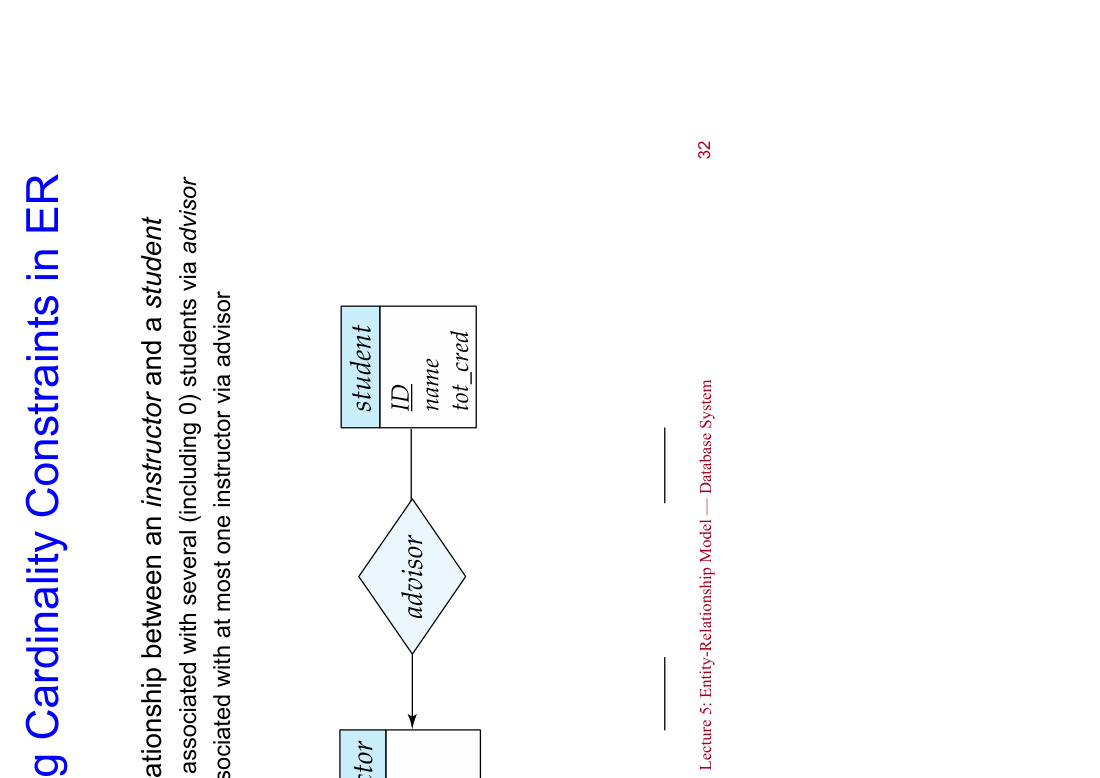 g Cardinality Constraints in ER
ationship between an instructor and a student
associated with several (including 0) students via advisor
sociated with at most one instructor via advisor
ctor
advisor
student
ID
name
tot_cred
Lecture 5: Entity-Relationship Model — Database System
32